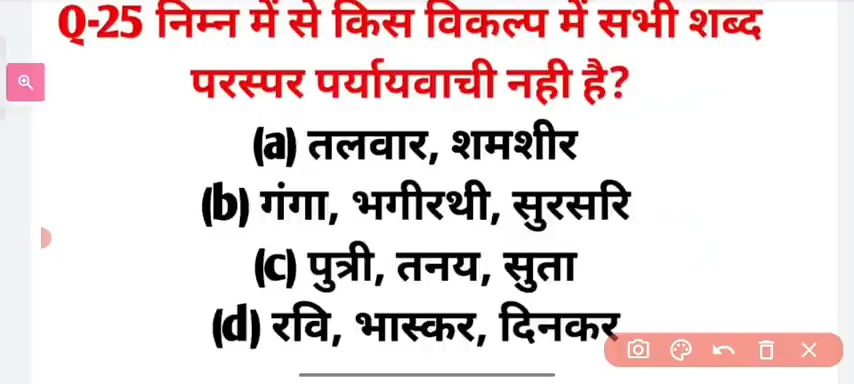 Q-25 निम्न में से किस विकल्प में सभी शब्द
परस्पर पर्यायवाची नही है?
(a) तलवार, शमशीर
(b) गंगा, भगीरथी, सुरसरि
(c) पुत्री, तनय, सुता
(d) रवि, भास्कर, दिनकर